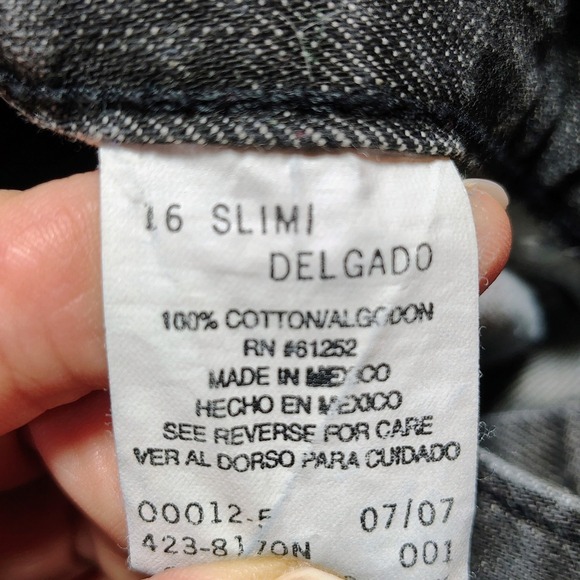 16 SLIM/
DELGADO
100% COTTON/ALGODON
RN #61252
MADE IN MEXICO
HECHO EN MEXICO
SEE REVERSE FOR CARE
VER AL DORSO PARA CUIDADO
00012-F 07/07
423-8170N 001